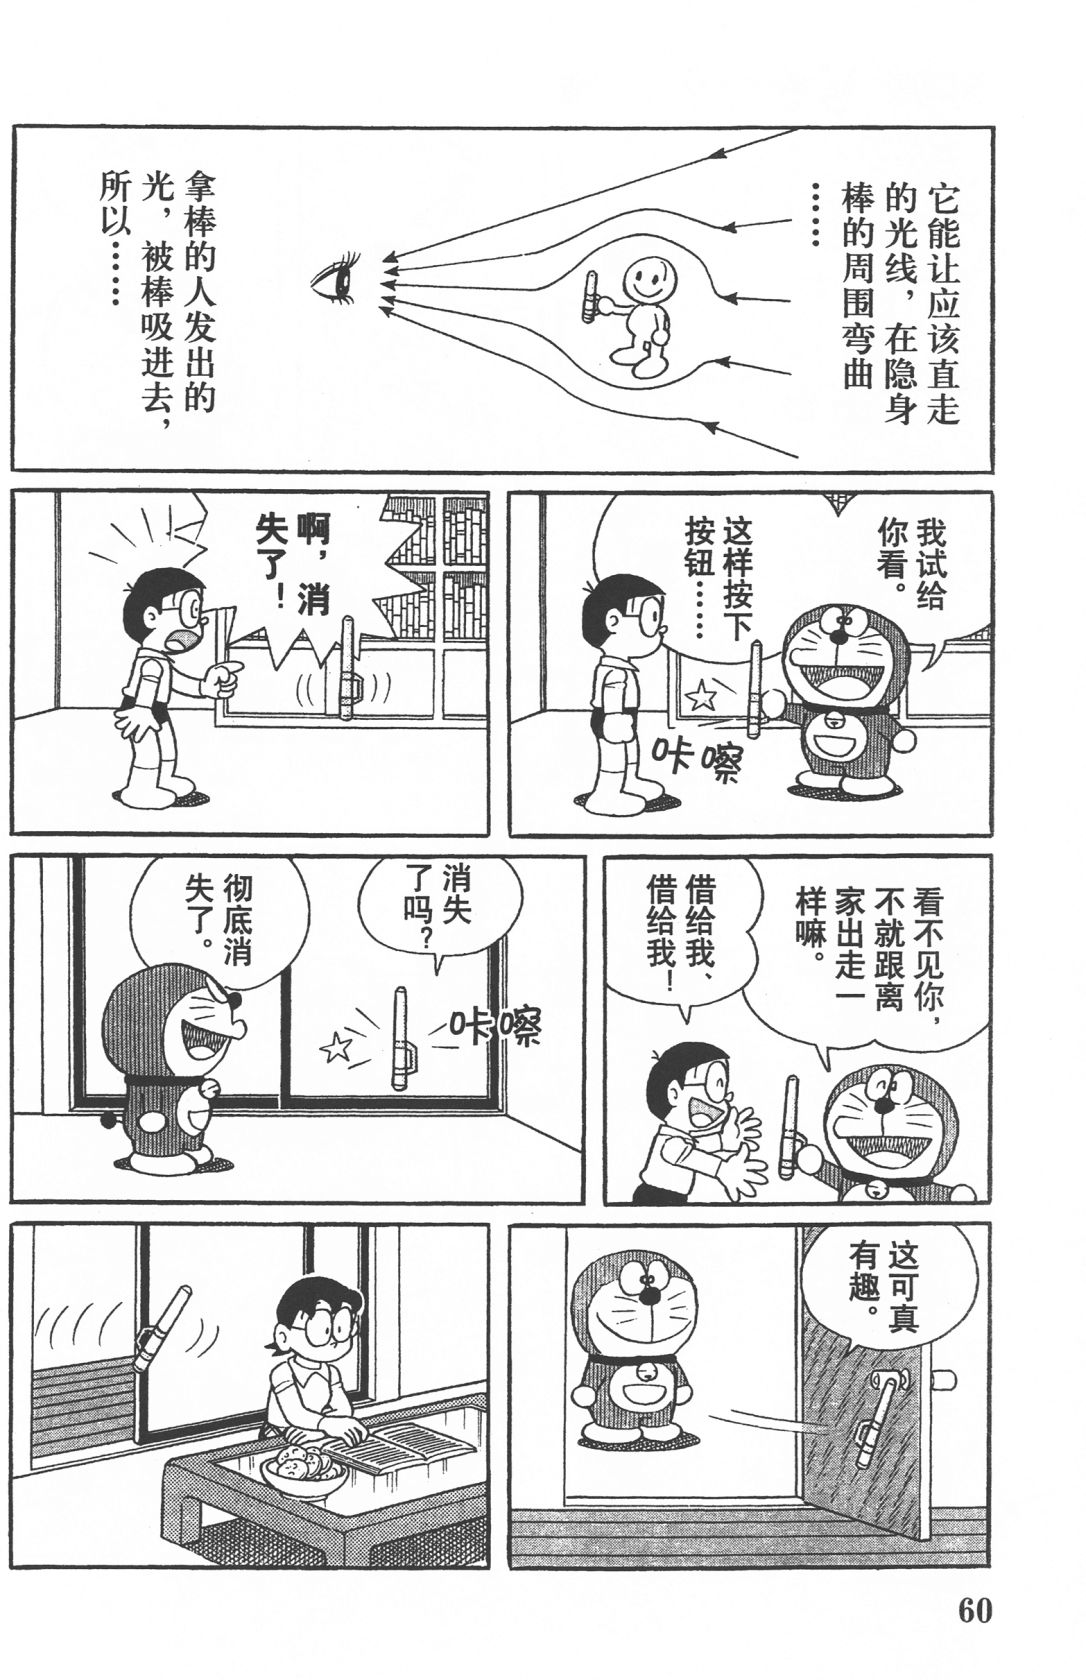 它能让应该直走
的光线，在隐身
棒的周围弯曲
……
拿棒的人发出的
光，被棒吸进去，
所以……
我试给
你看。
这样按下
按钮……
咔嚓
啊，消
失了！
看不见你，
不就跟离
家出走一
样嘛。
借给我、
借给我！
消失
了吗？
咔嚓
彻底消
失了。
这可真
有趣。
60